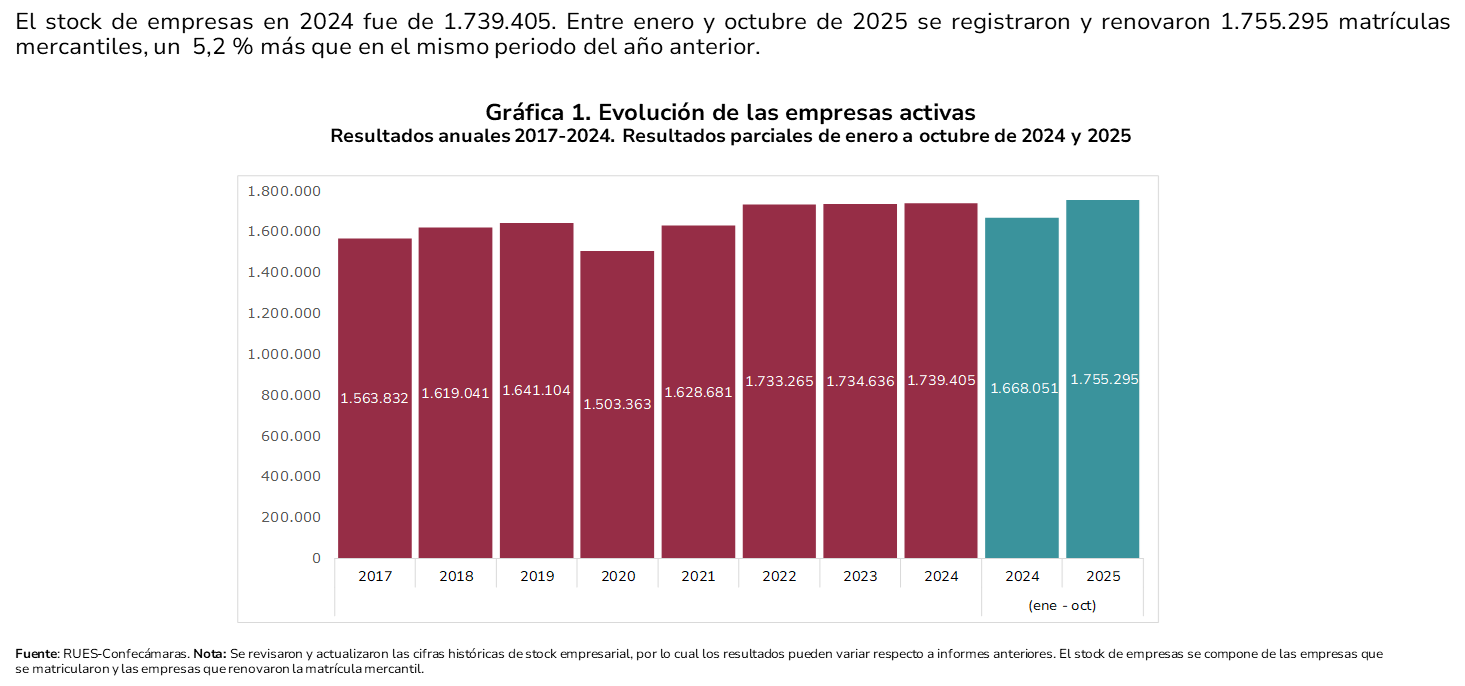 El stock de empresas en 2024 fue de 1.739.405. Entre enero y octubre de 2025 se registraron y renovaron 1.755.295 matrículas
mercantiles, un 5,2 % más que en el mismo periodo del año anterior.
Gráfica 1. Evolución de las empresas activas
Resultados anuales 2017-2024. Resultados parciales de enero a octubre de 2024 y 2025
1.800.000
1.600.000
1.400.000
1.200.000
1.000.000
800.000
600.000
400.000
200.000
0
1.563.832
1.619.041
1.641.104
1.503.363
1.628.681
1.733.265
1.734.636
1.739.405
1.668.051
1.755.295
2017 2018 2019 2020 2021 2022 2023 2024 2024 2025
(ene - oct)
Fuente: RUES-Confecámaras. Nota: Se revisaron y actualizaron las cifras históricas de stock empresarial, por lo cual los resultados pueden variar respecto a informes anteriores. El stock de empresas se compone de las empresas que
se matricularon y las empresas que renovaron la matrícula mercantil.